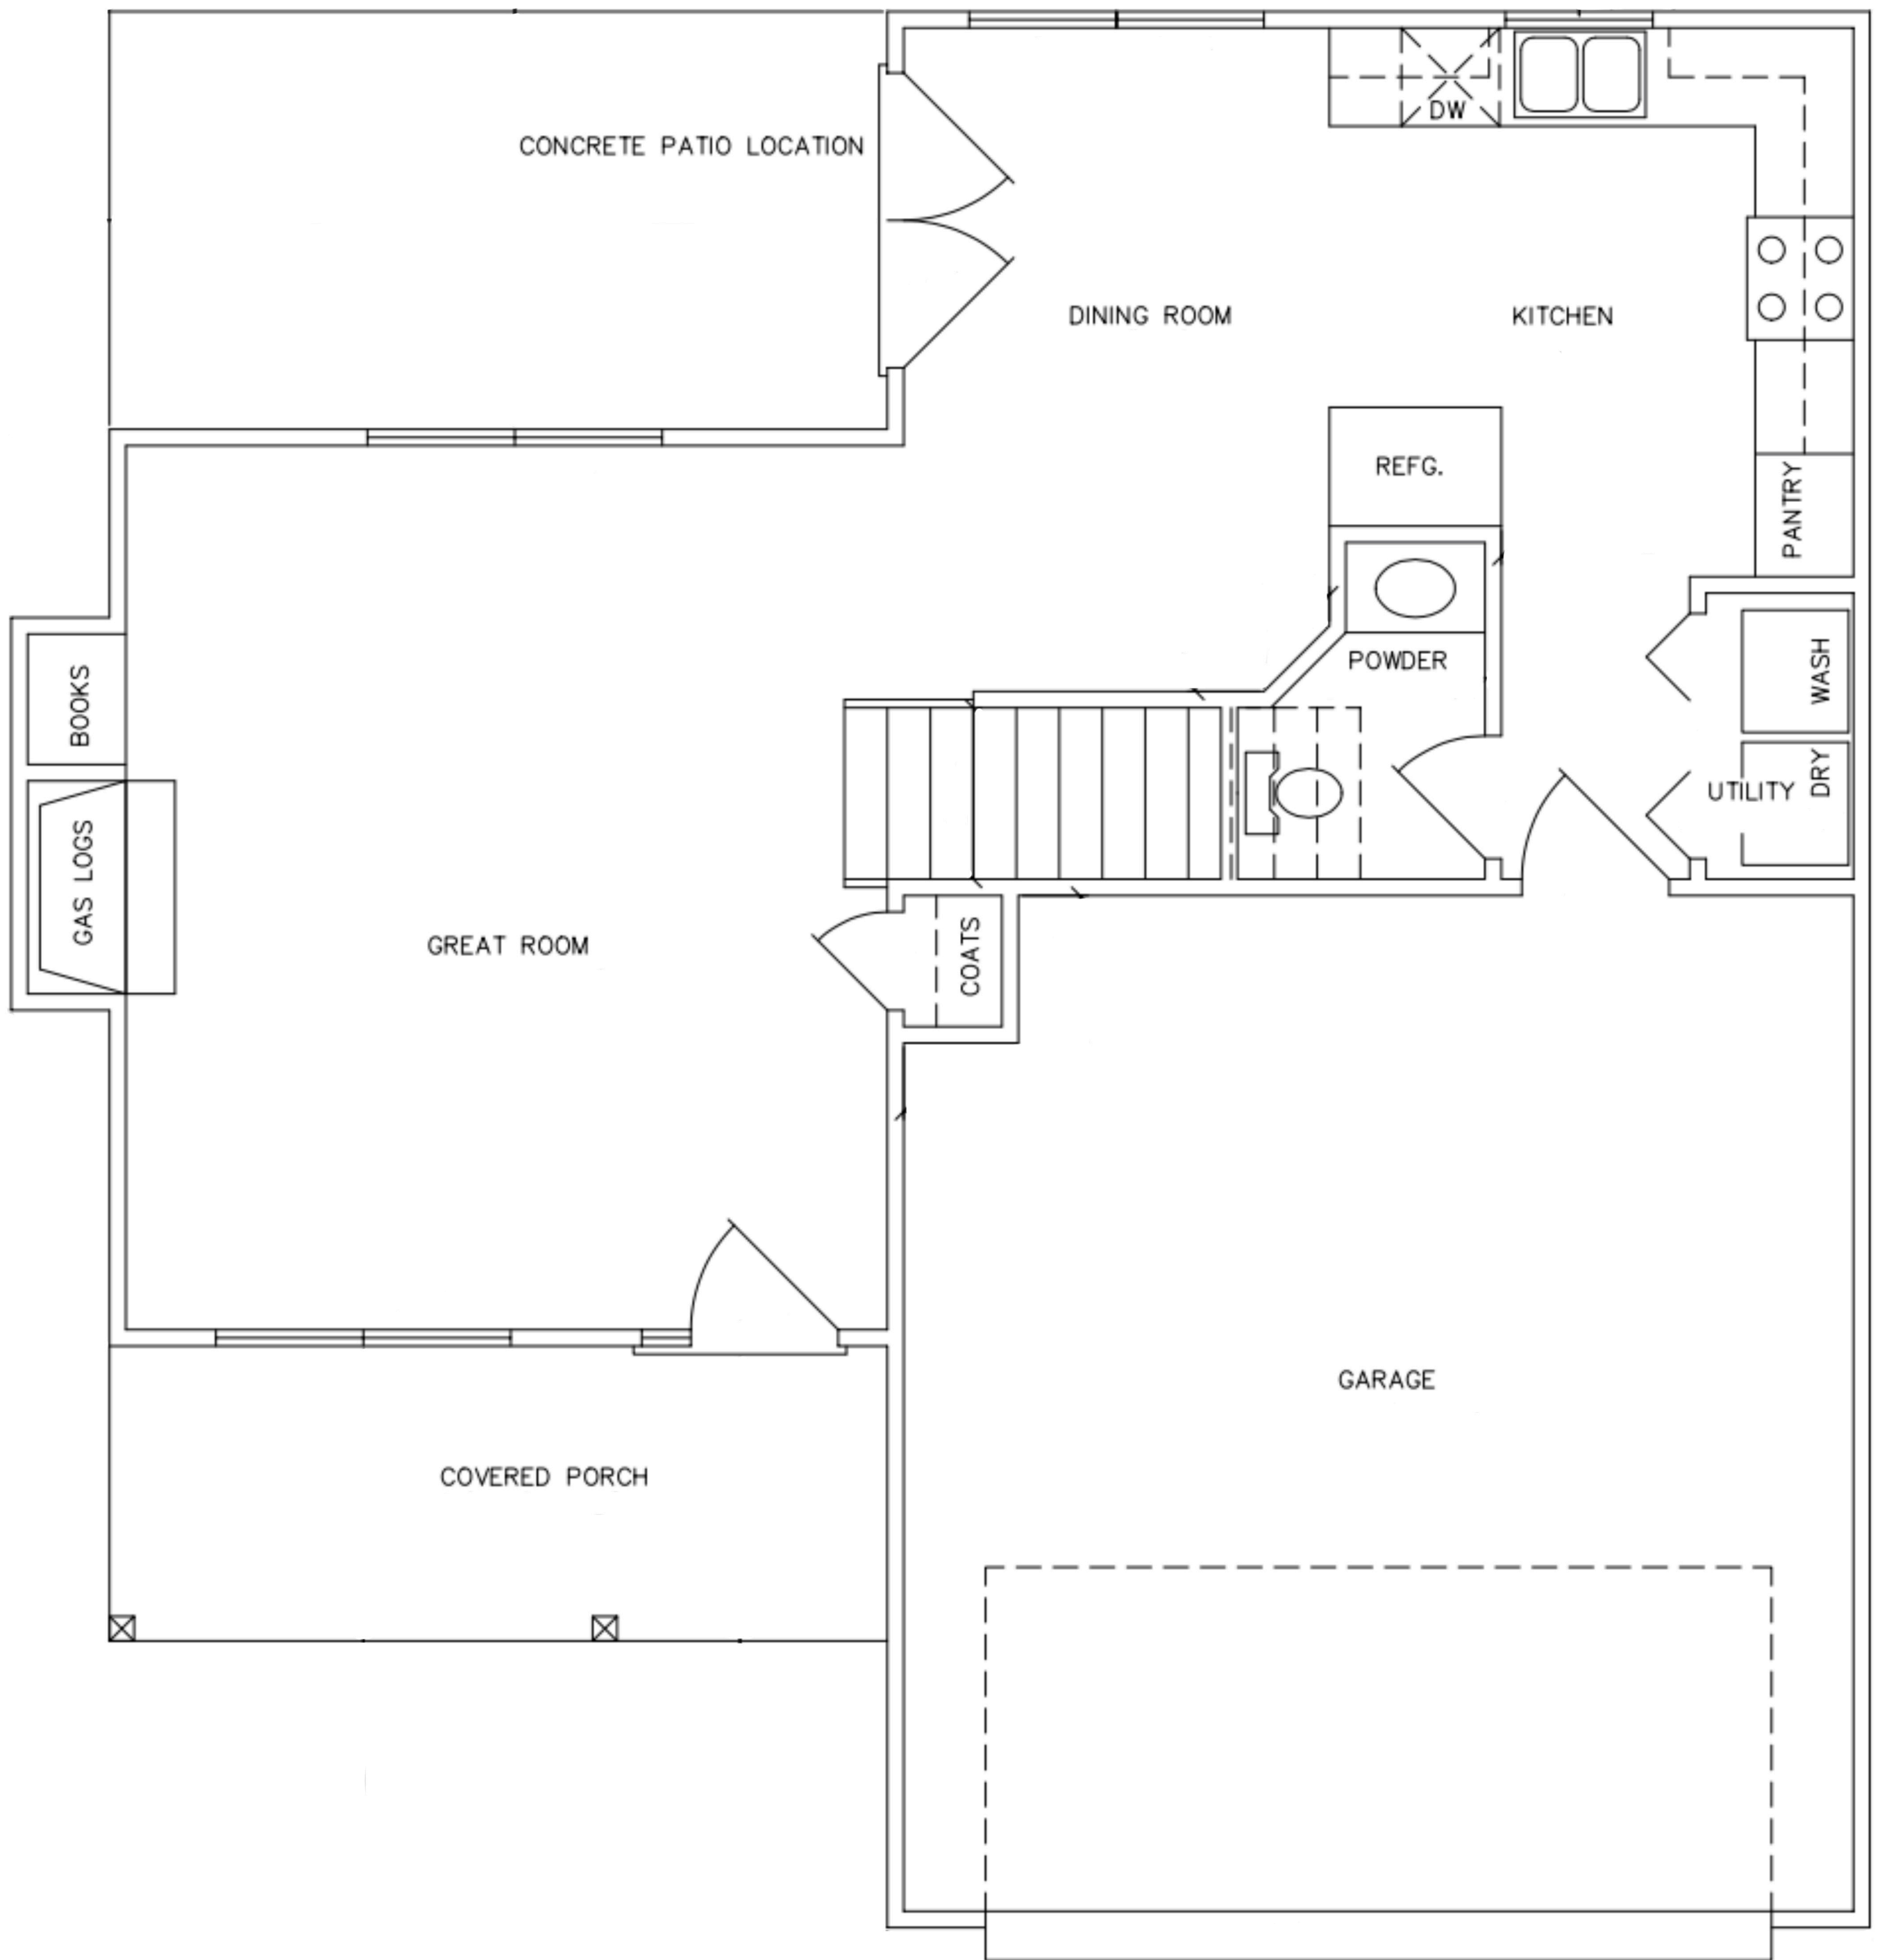 DW
CONCRETE PATIO LOCATION
DINING ROOM
KITCHEN
REFG.
PANTRY
POWDER
WASH
BOOKS
UTILITY
DRY
GAS LOGS
GREAT ROOM
COATS
GARAGE
COVERED PORCH